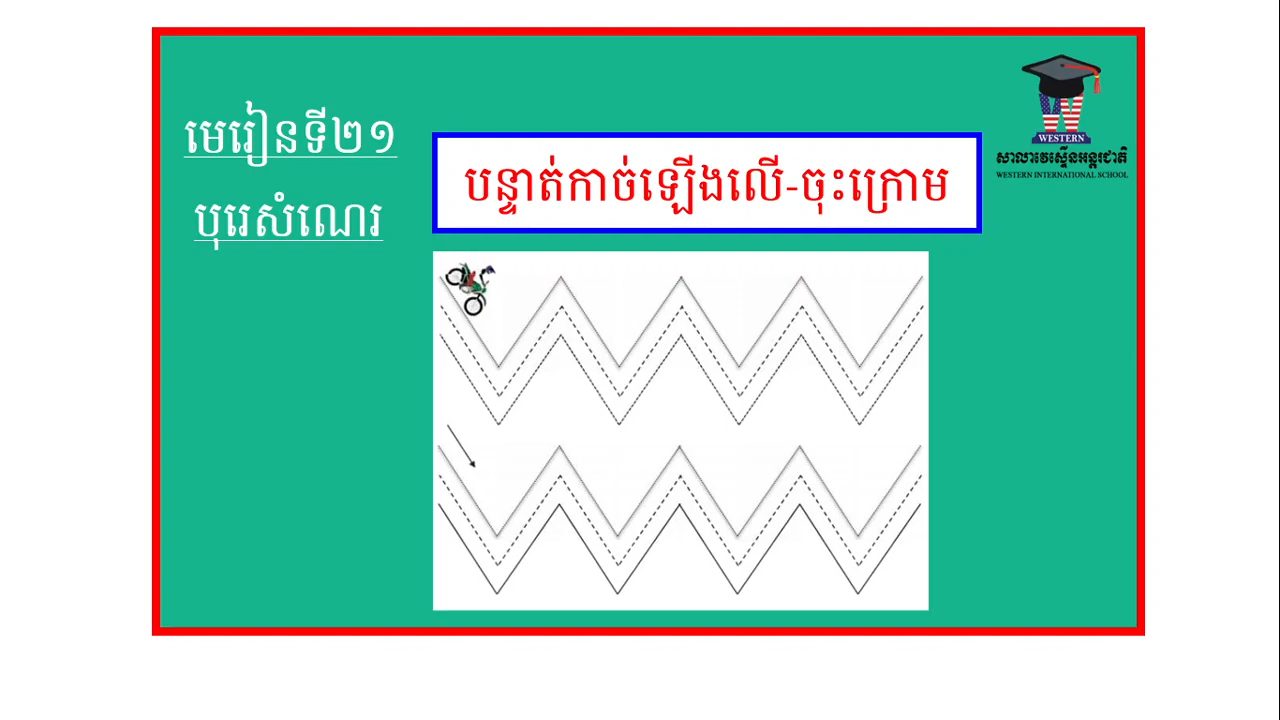 មេរៀនទី២១
បុរេសំណេរ
បន្ទាត់កាច់ឡើងលើ-ចុះក្រោម
WESTERN
សាលាវេស្ទើនអន្តរជាតិ
WESTERN INTERNATIONAL SCHOOL